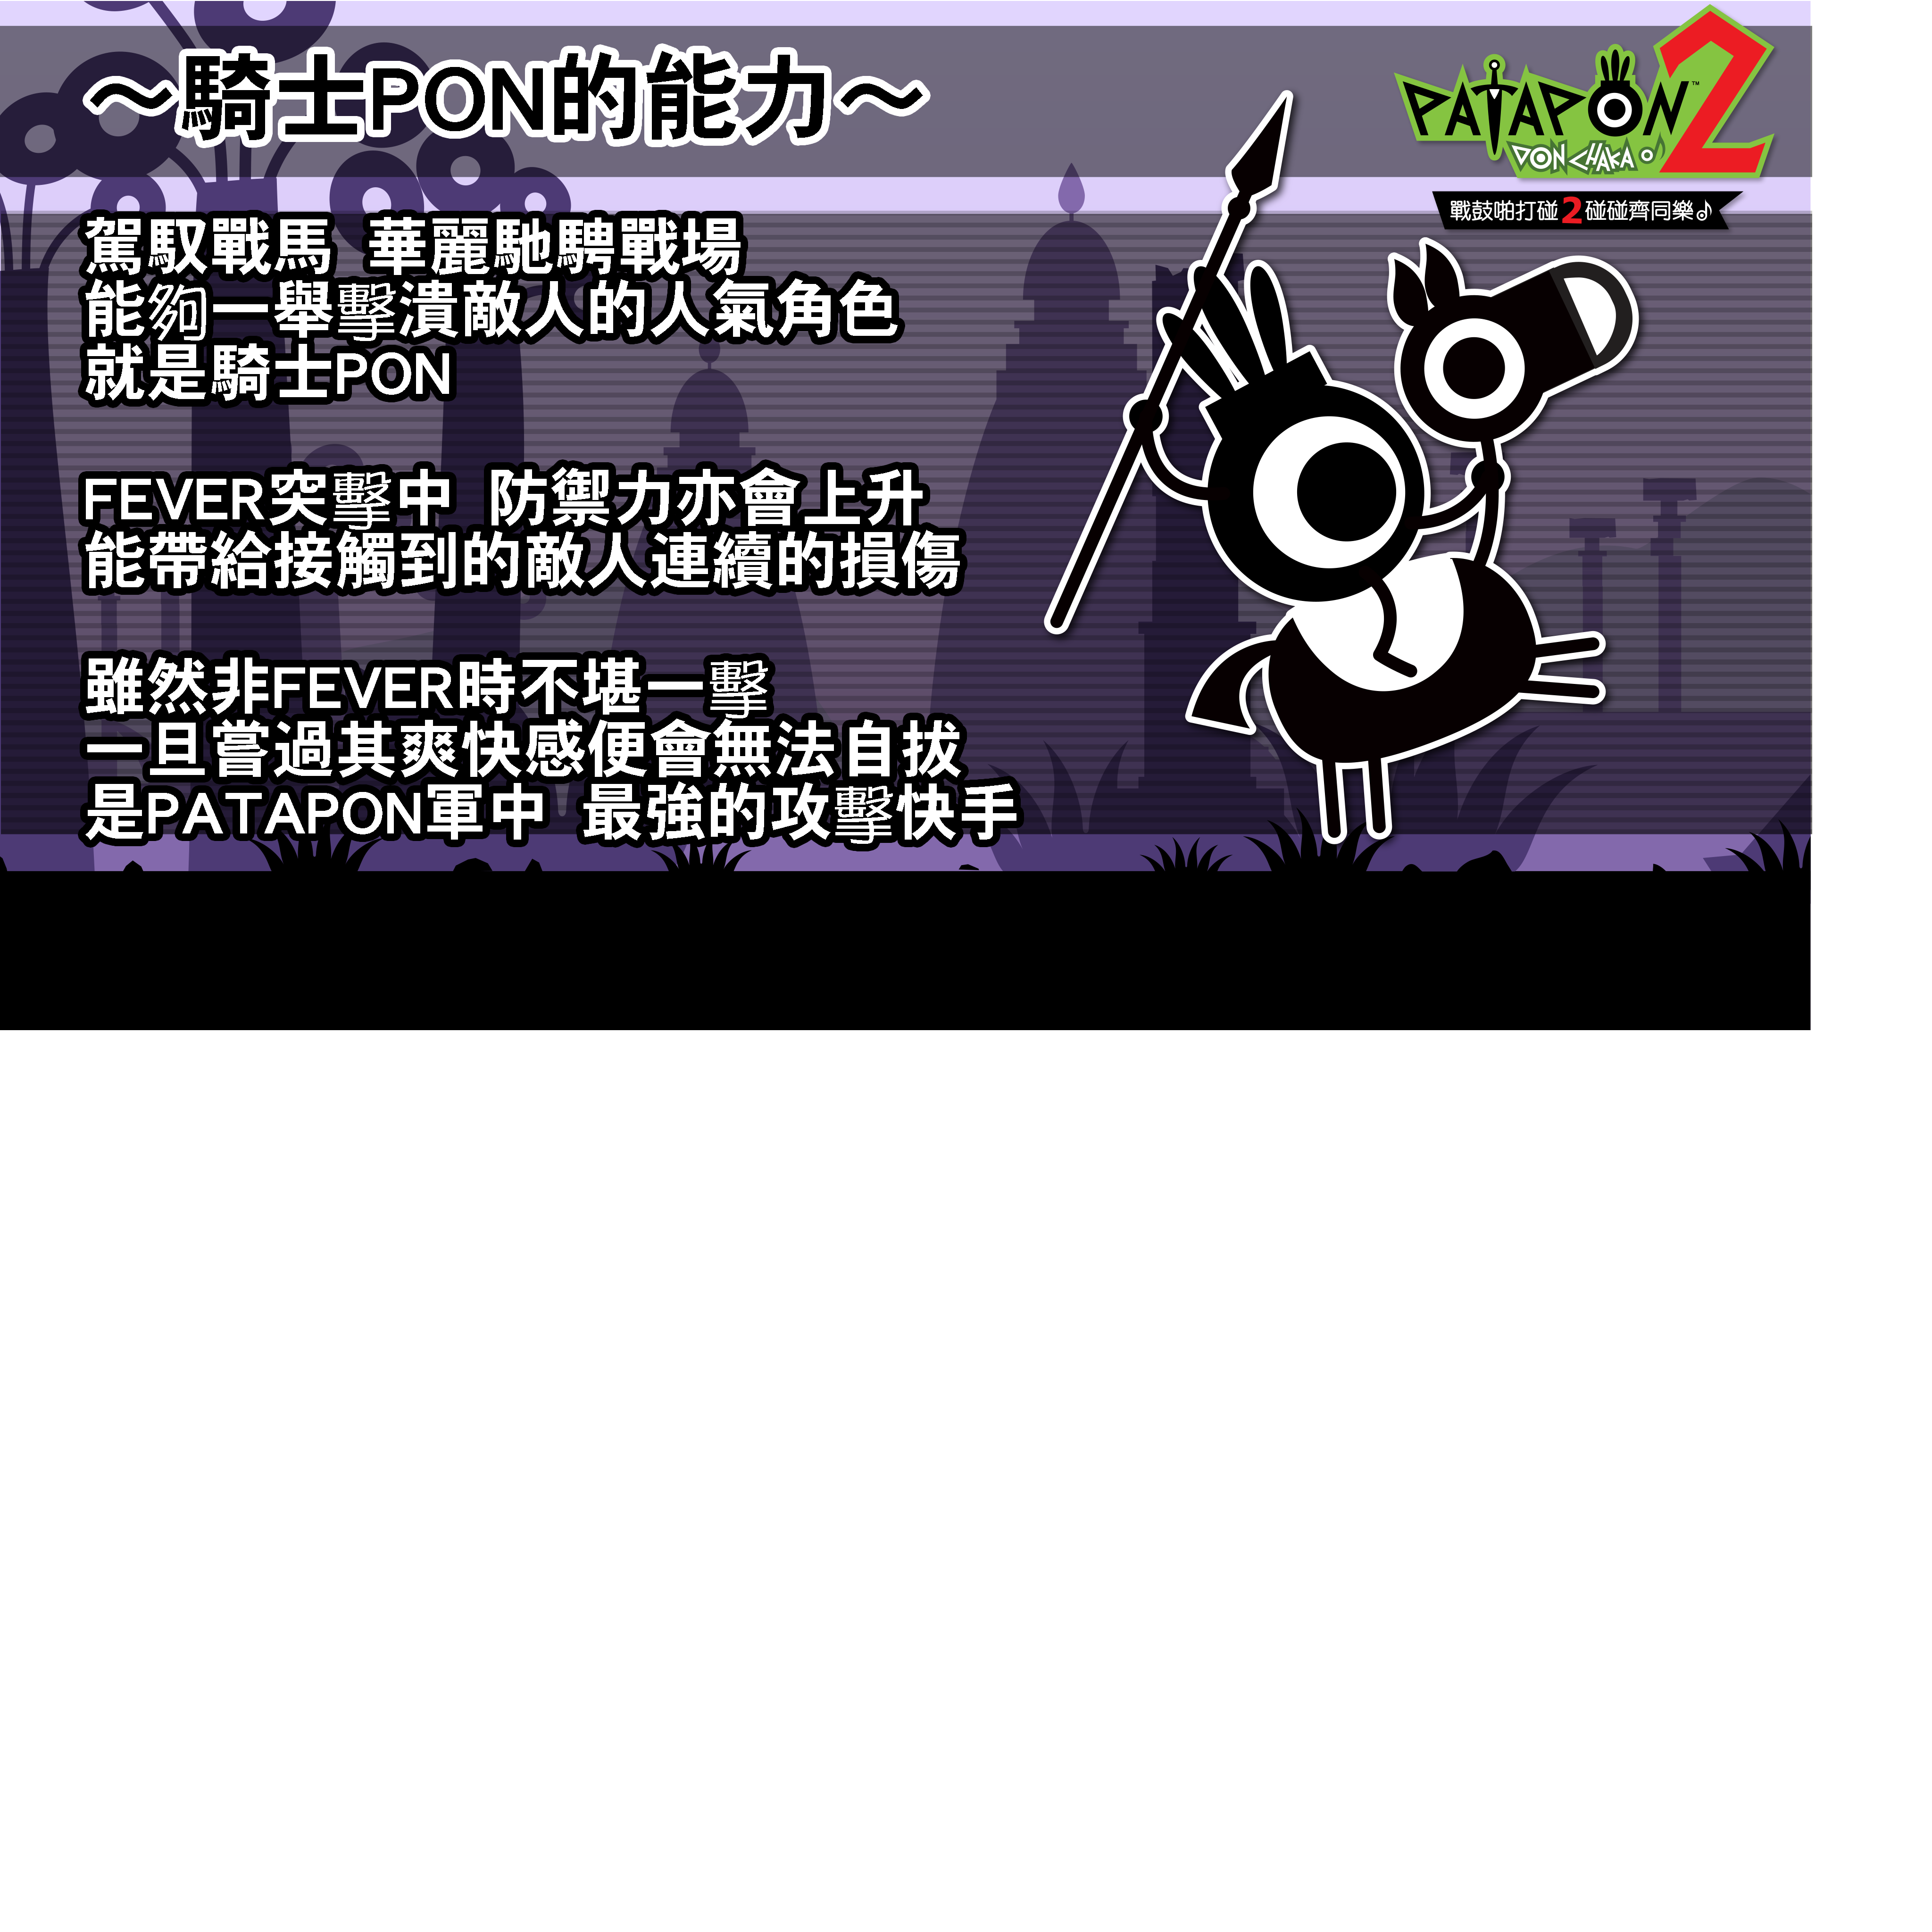 ～騎士PON的能力～
PATAPON™2
DON CHAKA♪
戰鼓啪打碰2碰碰齊同樂♪
駕馭戰馬 華麗馳騁戰場
能夠一舉擊潰敵人的人氣角色
就是騎士PON
FEVER突擊中 防禦力亦會上升
能帶給接觸到的敵人連續的損傷
雖然非FEVER時不堪一擊
一旦嘗過其爽快感便會無法自拔
是PATAPON軍中 最強的攻擊快手